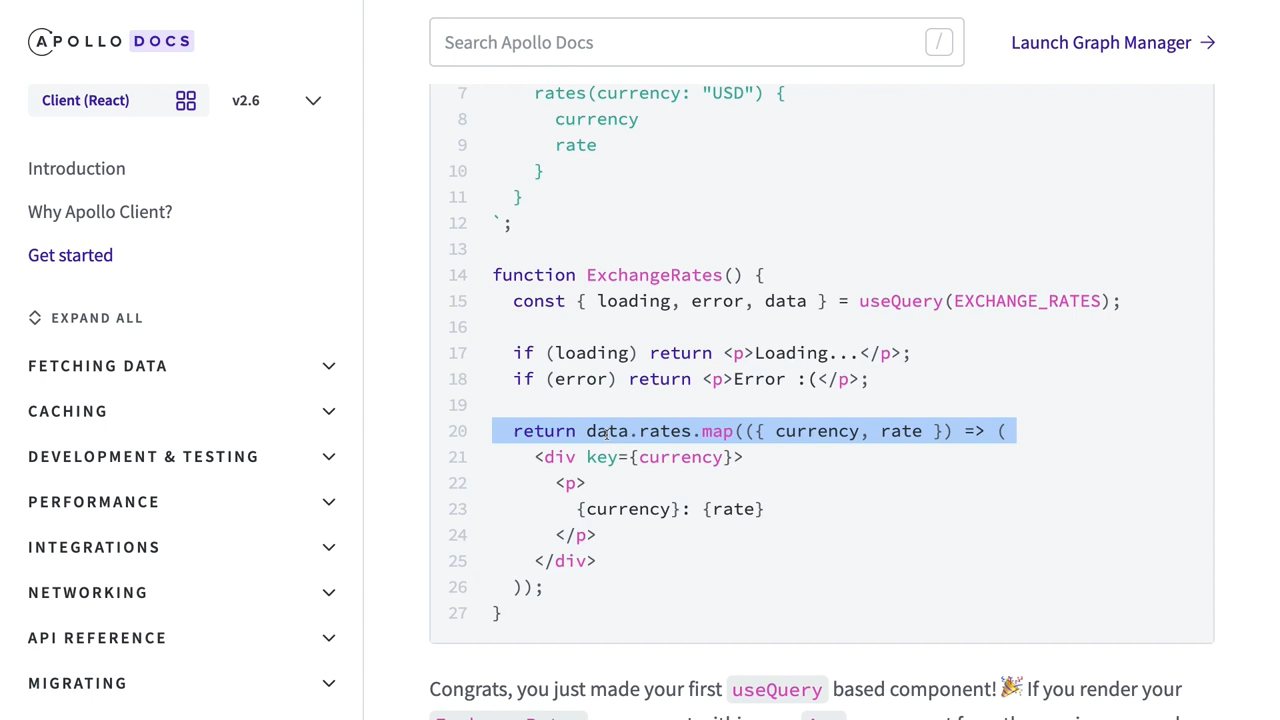 APOLLO DOCS
Search Apollo Docs
/
Launch Graph Manager →
Client (React)
v2.6
Introduction
Why Apollo Client?
Get started
EXPAND ALL
FETCHING DATA
CACHING
DEVELOPMENT & TESTING
PERFORMANCE
INTEGRATIONS
NETWORKING
API REFERENCE
MIGRATING
7 rates(currency: "USD") {
8 currency
9 rate
10 }
11 }
12 `;
13
14 function ExchangeRates() {
15 const { loading, error, data } = useQuery(EXCHANGE_RATES);
16
17 if (loading) return <p>Loading...</p>;
18 if (error) return <p>Error :(</p>;
19
20 return data.rates.map(({ currency, rate }) => (
21 <div key={currency}>
22 <p>
23 {currency}: {rate}
24 </p>
25 </div>
26 ));
27 }
Congrats, you just made your first useQuery based component! 🎉 If you render your